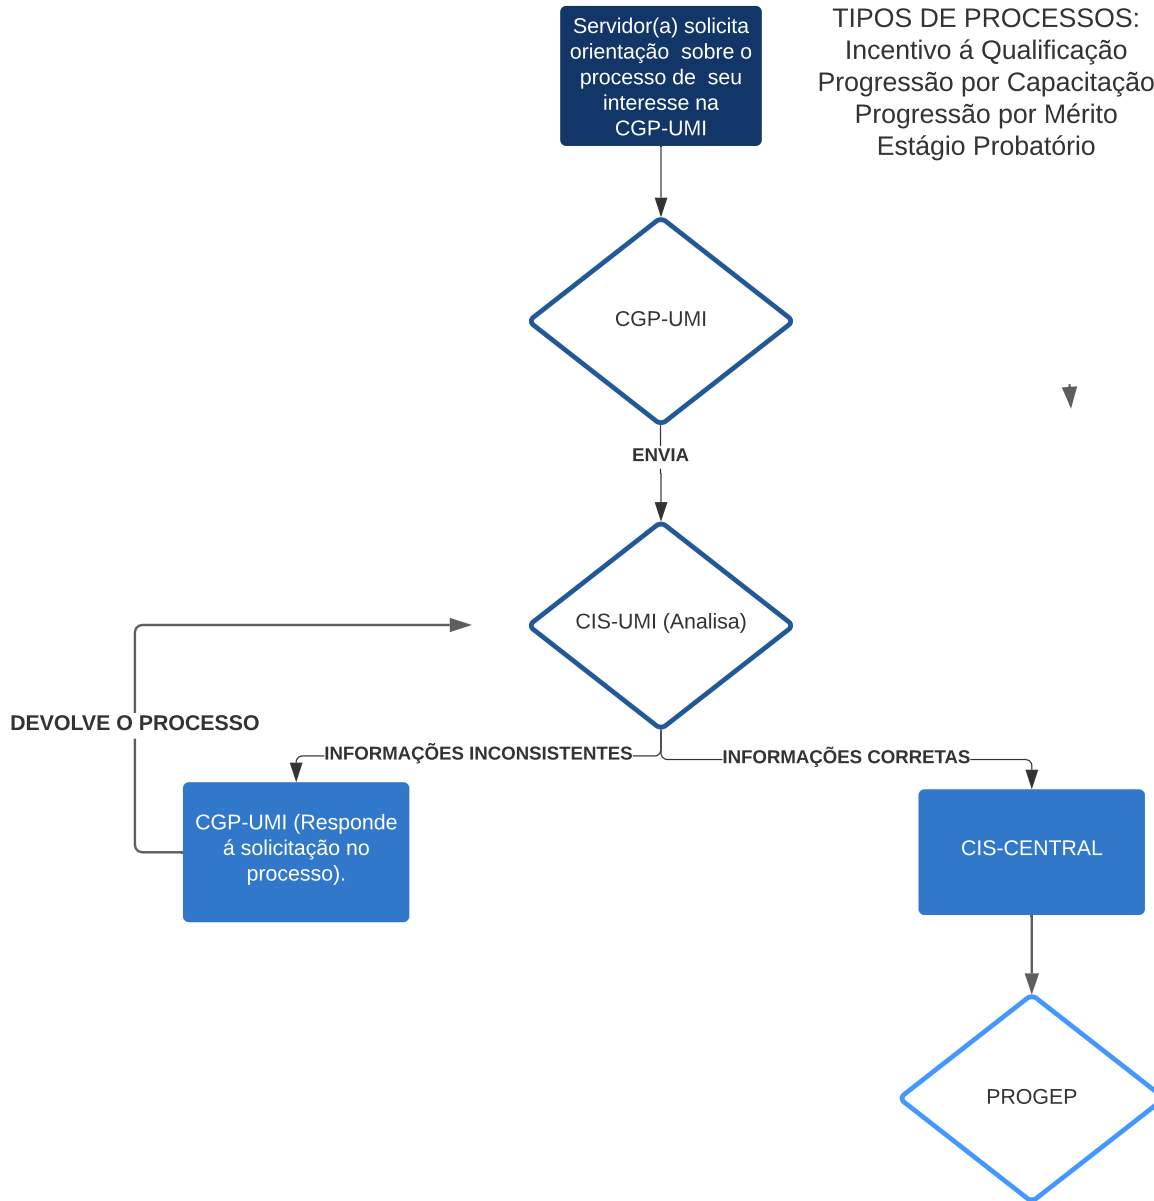 Servidor(a) solicita
orientação  sobre o
processo de  seu
interesse na
CGP-UMI
TIPOS DE PROCESSOS:
Incentivo á Qualificação
Progressão por Capacitação
Progressão por Mérito
Estágio Probatório
CGP-UMI
ENVIA
CIS-UMI (Analisa)
DEVOLVE O PROCESSO
INFORMAÇÕES INCONSISTENTES
INFORMAÇÕES CORRETAS
CGP-UMI (Responde
á solicitação no
processo).
CIS-CENTRAL
PROGEP